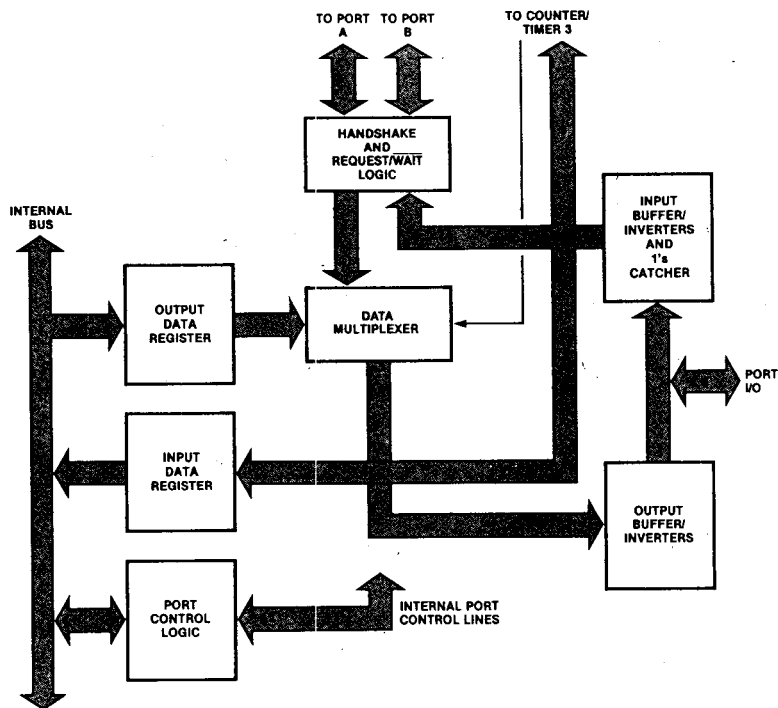 TO PORT
A
TO PORT
B
TO COUNTER/
TIMER 3
HANDSHAKE
AND
REQUEST/WAIT
LOGIC
INTERNAL
BUS
INPUT
BUFFER/
INVERTERS
AND
1's
CATCHER
OUTPUT
DATA
REGISTER
DATA
MULTIPLEXER
PORT
I/O
INPUT
DATA
REGISTER
OUTPUT
BUFFER/
INVERTERS
PORT
CONTROL
LOGIC
INTERNAL PORT
CONTROL LINES